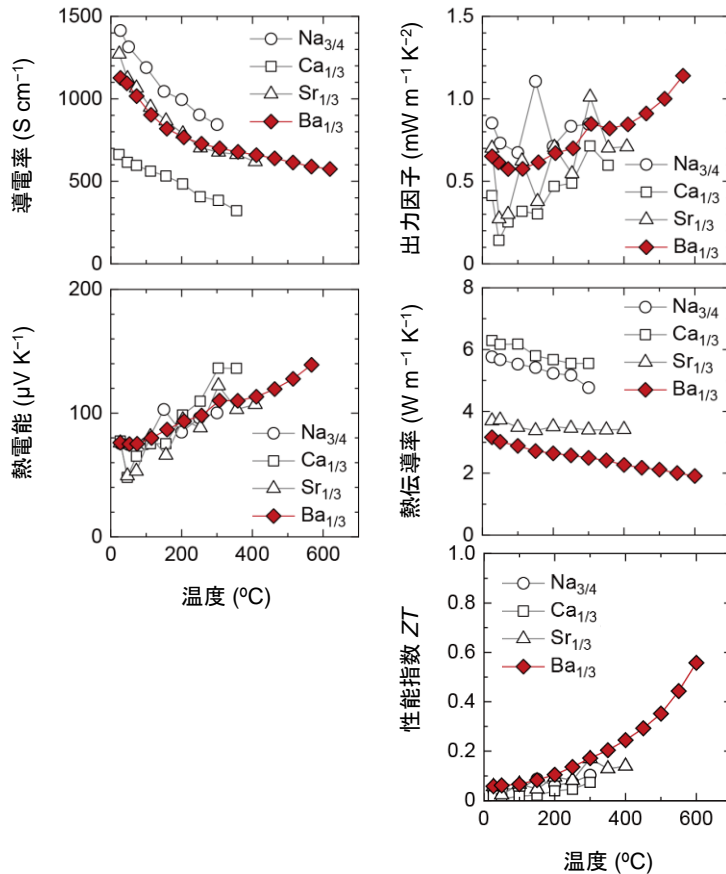 導電率 (S cm⁻¹)
1500
1000
500
0
Na3/4
Ca1/3
Sr1/3
Ba1/3
出力因子 (mW m⁻¹ K⁻²)
1.5
1.0
0.5
0.0
Na3/4
Ca1/3
Sr1/3
Ba1/3
熱電能 (μV K⁻¹)
200
100
0
Na3/4
Ca1/3
Sr1/3
Ba1/3
0 200 400 600
温度 (ºC)
熱伝導率 (W m⁻¹ K⁻¹)
8
6
4
2
0
Na3/4
Ca1/3
Sr1/3
Ba1/3
性能指数 ZT
1.0
0.8
0.6
0.4
0.2
0
Na3/4
Ca1/3
Sr1/3
Ba1/3
0 200 400 600
温度 (ºC)